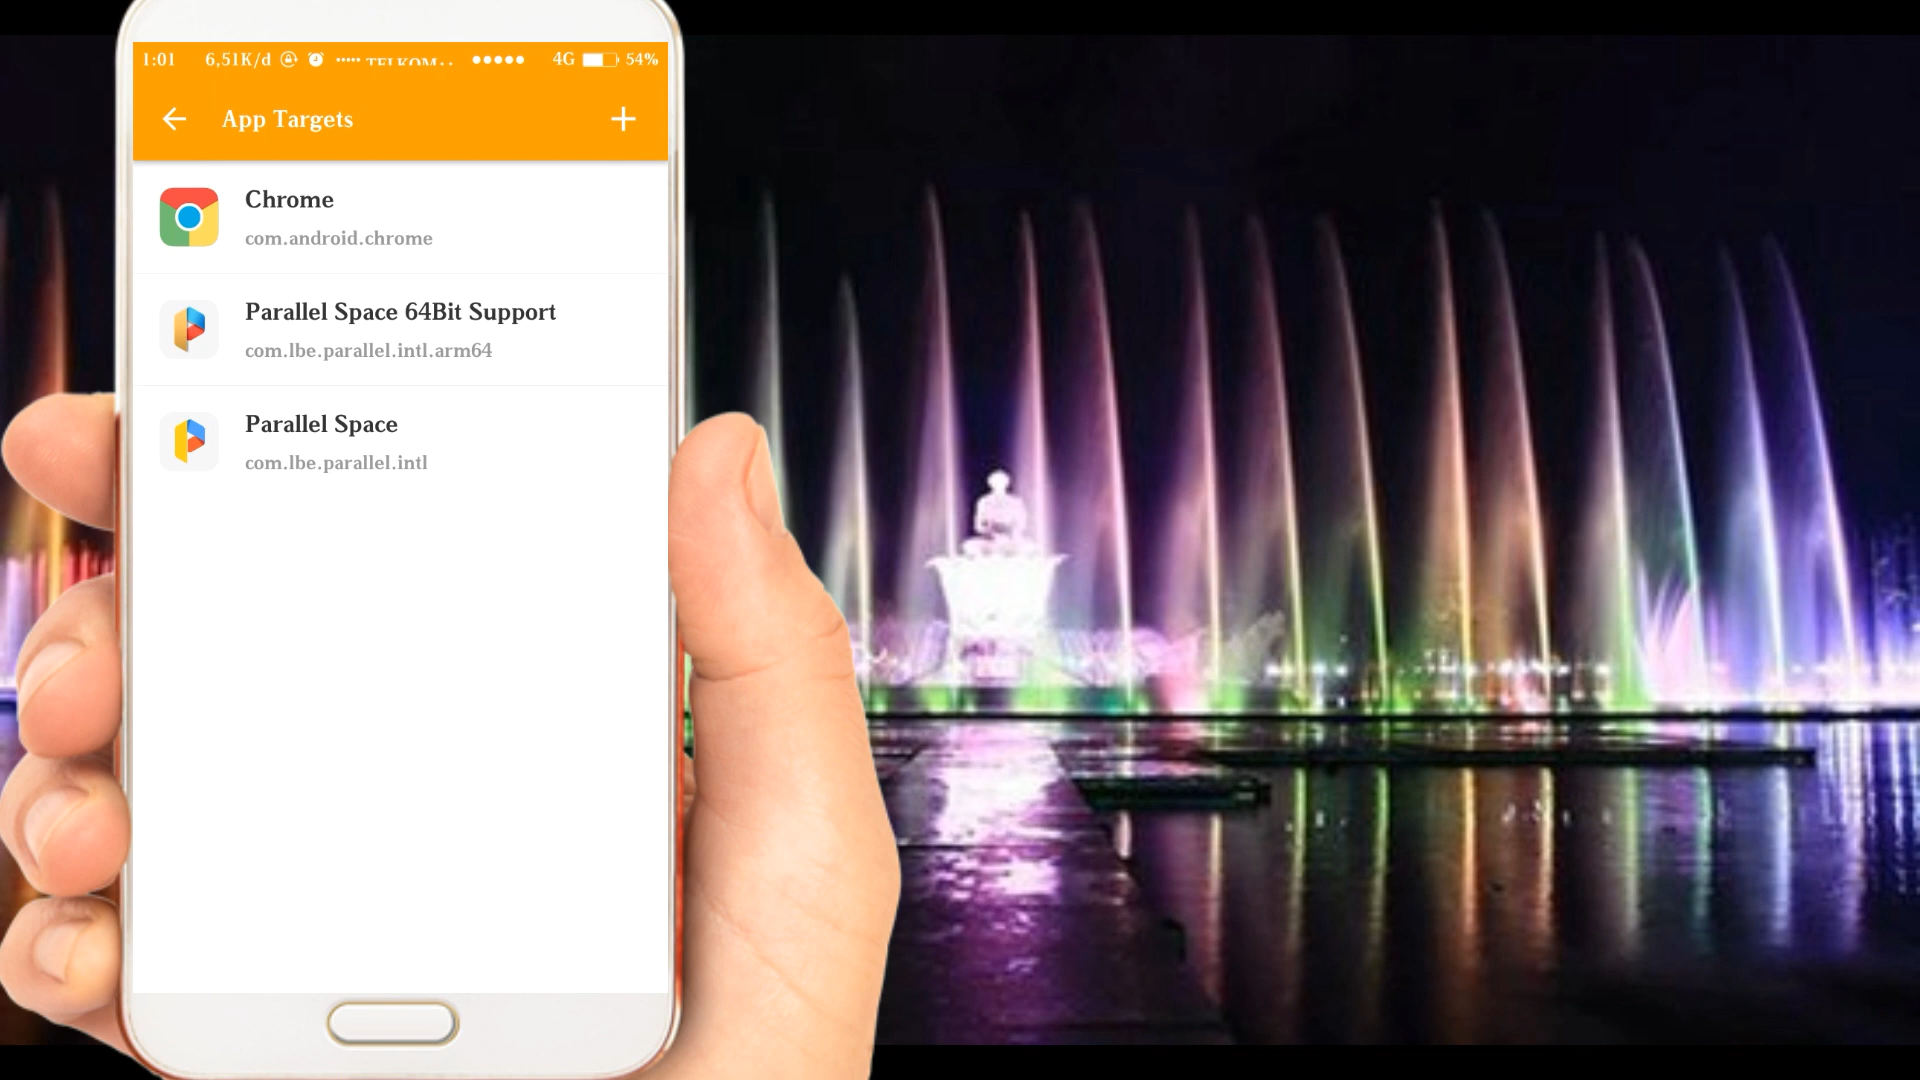 1:01 6,51K/d 4G 54%
App Targets
Chrome
com.android.chrome
Parallel Space 64Bit Support
com.lbe.parallel.intl.arm64
Parallel Space
com.lbe.parallel.intl